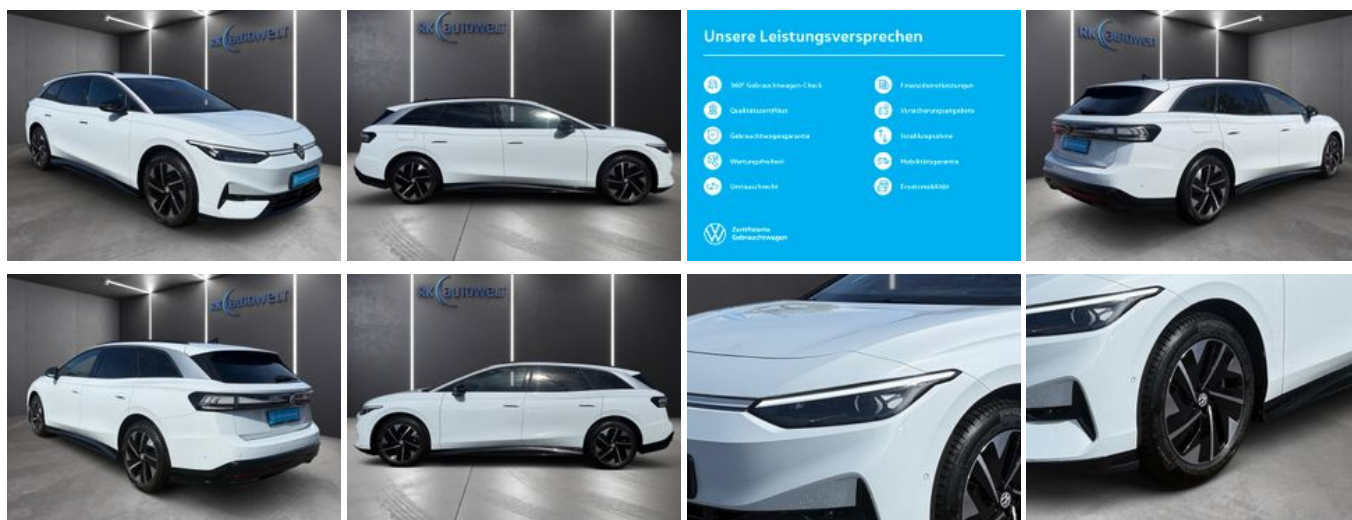 RK autowelt
RK autowelt
Unsere Leistungsversprechen
360° Gebrauchtwagen-Check
Finanzdienstleistungen
Qualitätszertifikat
Versicherungsangebote
Gebrauchtwagengarantie
Inzahlungnahme
Wartungsfreiheit
Mobilitätsgarantie
Umtauschrecht
Ersatzmobilität
Zertifizierte
Gebrauchtwagen
RK autowelt
RK autowelt
RK autowelt